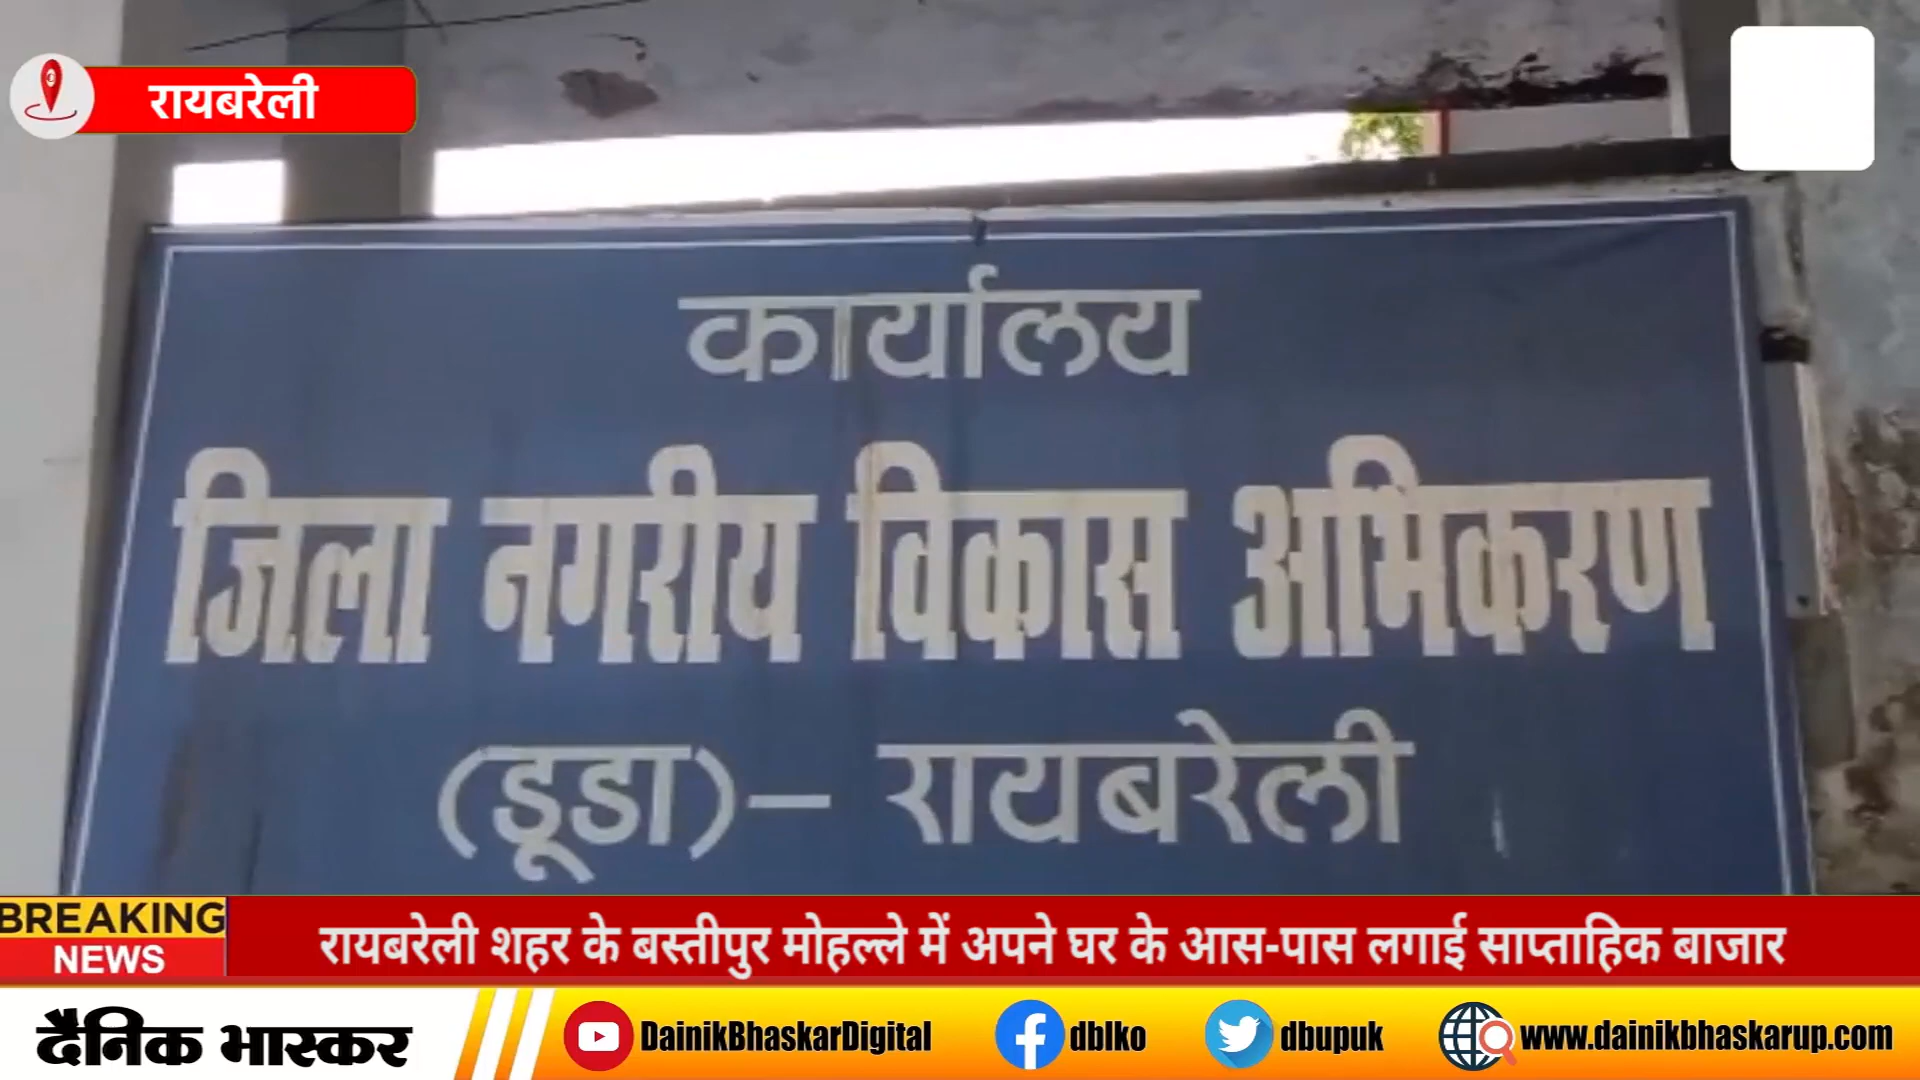 रायबरेली
कार्यालय
जिला नगरीय विकास अभिकरण
(डूडा)– रायबरेली
BREAKING
NEWS
रायबरेली शहर के बस्तीपुर मोहल्ले में अपने घर के आस-पास लगाई साप्ताहिक बाजार
दैनिक भास्कर
DainikBhaskarDigital
dblko
dbupuk
www.dainikbhaskarup.com